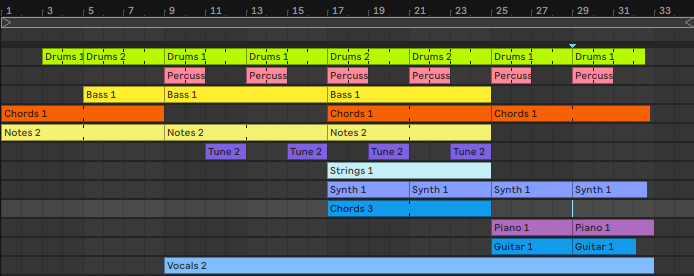 1 3 5 7 9 11 13 15 17 19 21 23 25 27 29 31 33
Drums 1 Drums 2 Drums 1 Drums 1 Drums 2 Drums 2 Drums 1 Drums 1
Percuss Percuss Percuss Percuss Percuss Percuss
Bass 1 Bass 1 Bass 1
Chords 1 Chords 1 Chords 1
Notes 2 Notes 2 Notes 2
Tune 2 Tune 2 Tune 2 Tune 2
Strings 1
Synth 1 Synth 1 Synth 1 Synth 1
Chords 3
Piano 1 Piano 1
Guitar 1 Guitar 1
Vocals 2